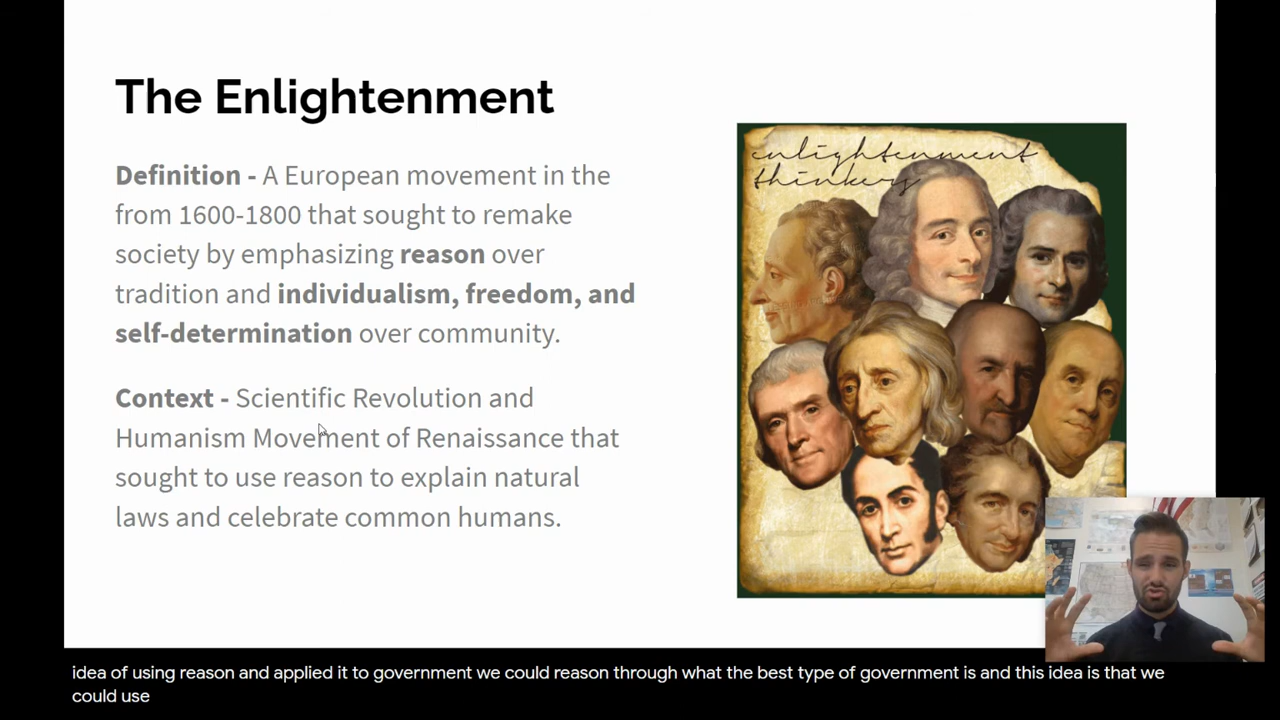 The Enlightenment
Definition - A European movement in the
from 1600-1800 that sought to remake
society by emphasizing reason over
tradition and individualism, freedom, and
self-determination over community.
Context - Scientific Revolution and
Humanism Movement of Renaissance that
sought to use reason to explain natural
laws and celebrate common humans.
enlightenment
thinkers
idea of using reason and applied it to government we could reason through what the best type of government is and this idea is that we
could use